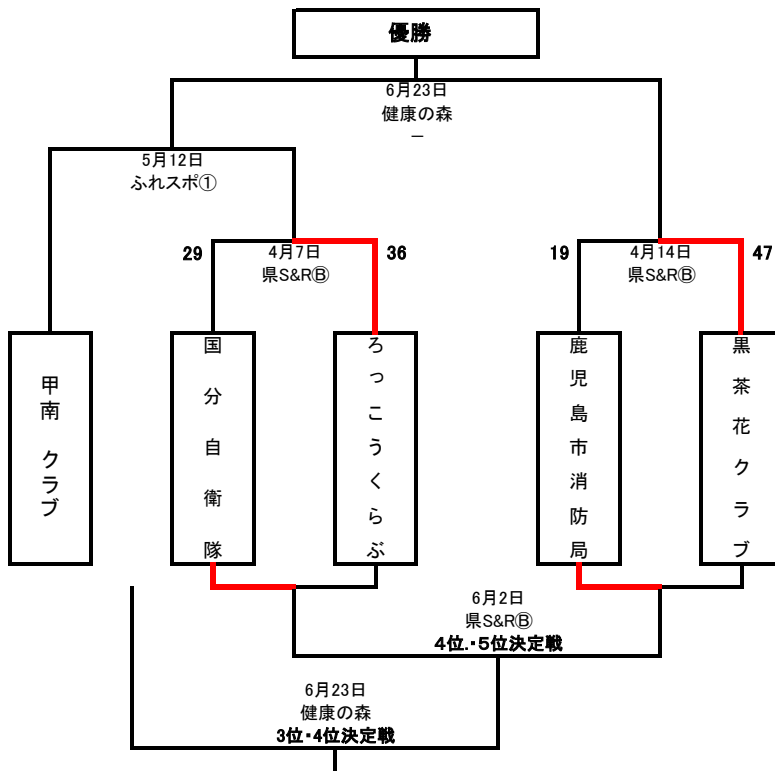 優勝
6月23日
健康の森
－
5月12日
ふれスポ①
29
4月7日
県S&RⒷ
36
19
4月14日
県S&RⒷ
47
甲南 クラブ
国分自衛隊
ろっこうくらぶ
鹿児島市消防局
黒茶花クラブ
6月2日
県S&RⒷ
4位.・5位決定戦
6月23日
健康の森
3位・4位決定戦